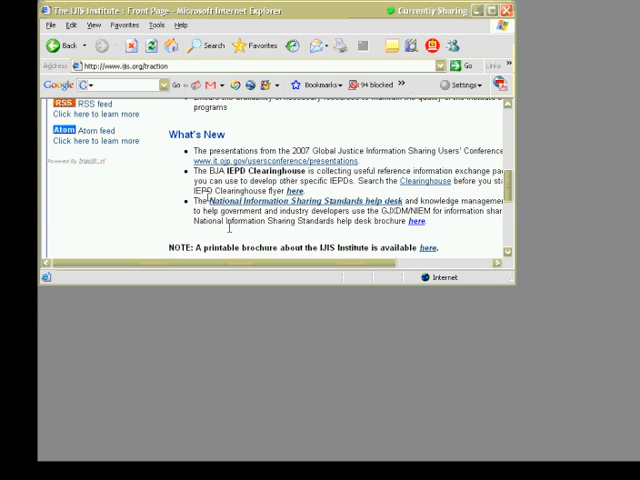 The IJIS Institute : Front Page - Microsoft Internet Explorer
Currently Sharing
File Edit View Favorites Tools Help
Back Search Favorites
Address http://www.ijis.org/traction Go Links »
Google G Go Bookmarks 94 blocked » Settings
RSS RSS feed
Click here to learn more
Atom Atom feed
Click here to learn more
Powered By traction
programs
What's New
The presentations from the 2007 Global Justice Information Sharing Users' Conference
www.it.ojp.gov/usersconference/presentations.
The BJA IEPD Clearinghouse is collecting useful reference information exchange pa
you can use to develop other specific IEPDs. Search the Clearinghouse before you sta
IEPD Clearinghouse flyer here.
The National Information Sharing Standards help desk and knowledge manageme
to help government and industry developers use the GJXDM/NIEM for information shar
National Information Sharing Standards help desk brochure here.
NOTE: A printable brochure about the IJIS Institute is available here.
Internet